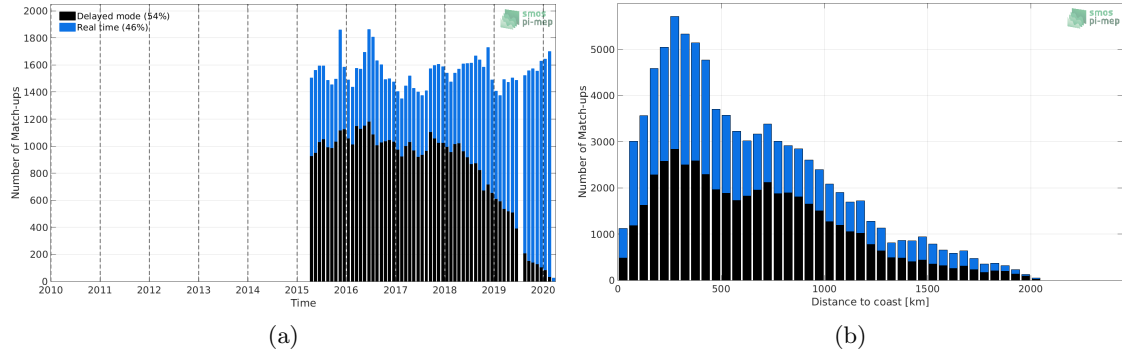 Delayed mode (54%)
Real time (46%)
smos
pi-mep
2000
1800
1600
1400
1200
1000
800
600
400
200
0
Number of Match-ups
2010 2011 2012 2013 2014 2015 2016 2017 2018 2019 2020
Time
(a)
smos
pi-mep
5000
4000
3000
2000
1000
0
Number of Match-ups
0 500 1000 1500 2000
Distance to coast [km]
(b)